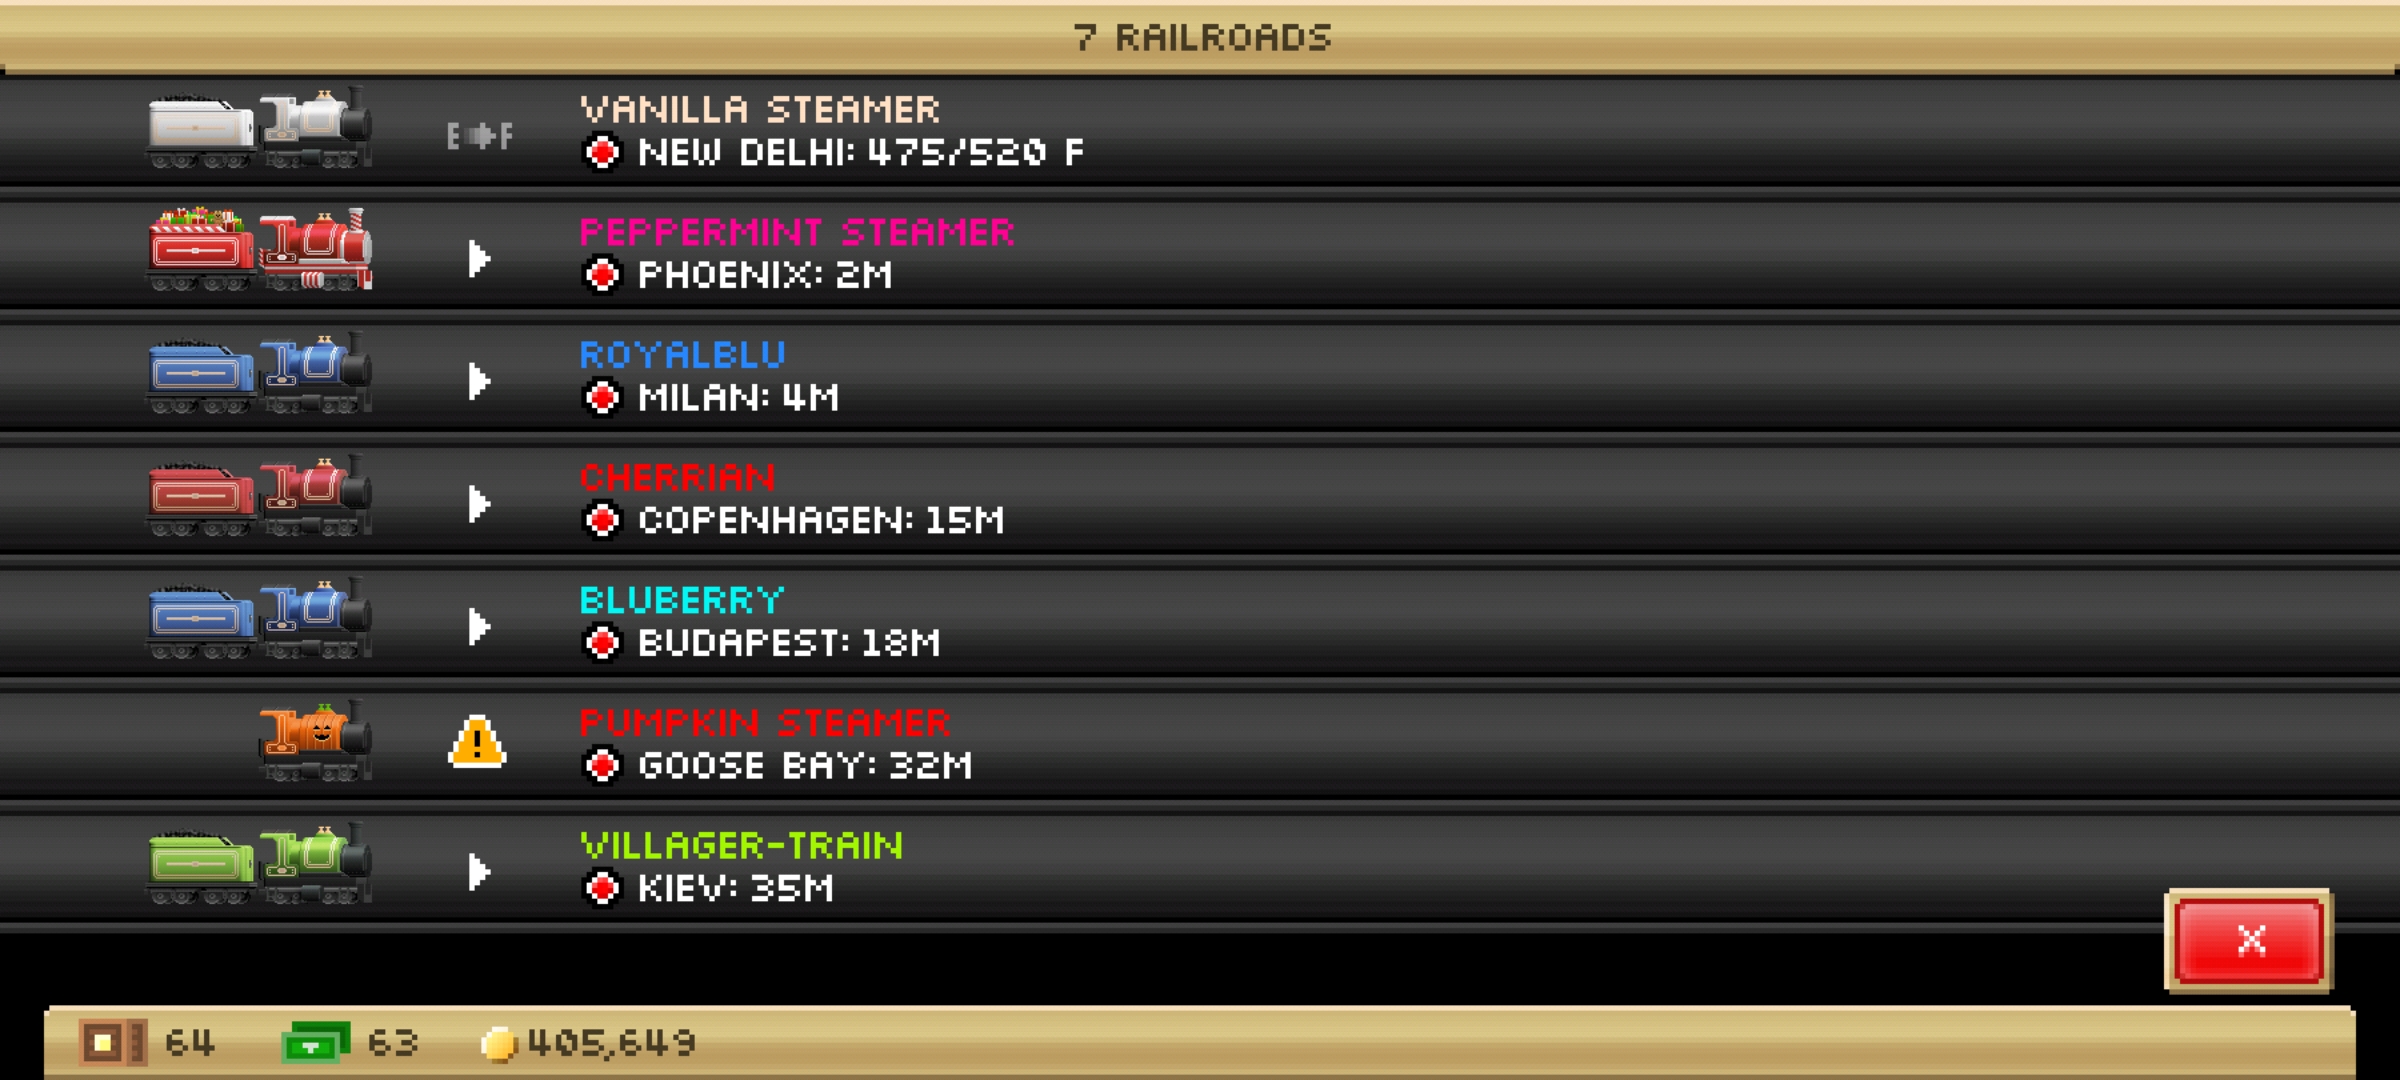 7 RAILROADS
E F
VANILLA STEAMER
NEW DELHI: 475/520 F
PEPPERMINT STEAMER
PHOENIX: 2M
ROYALBLU
MILAN: 4M
CHERRIAN
COPENHAGEN: 15M
BLUBERRY
BUDAPEST: 18M
!
PUMPKIN STEAMER
GOOSE BAY: 32M
VILLAGER-TRAIN
KIEV: 35M
X
64 63 405,649